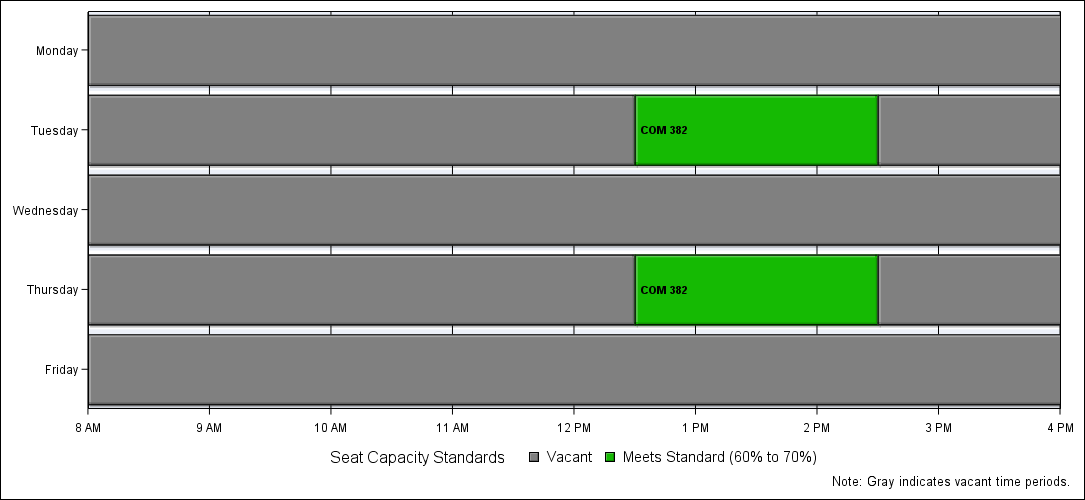 Monday
Tuesday
COM 382
Wednesday
Thursday
COM 382
Friday
8 AM 9 AM 10 AM 11 AM 12 PM 1 PM 2 PM 3 PM 4 PM
Seat Capacity Standards Vacant Meets Standard (60% to 70%)
Note: Gray indicates vacant time periods.